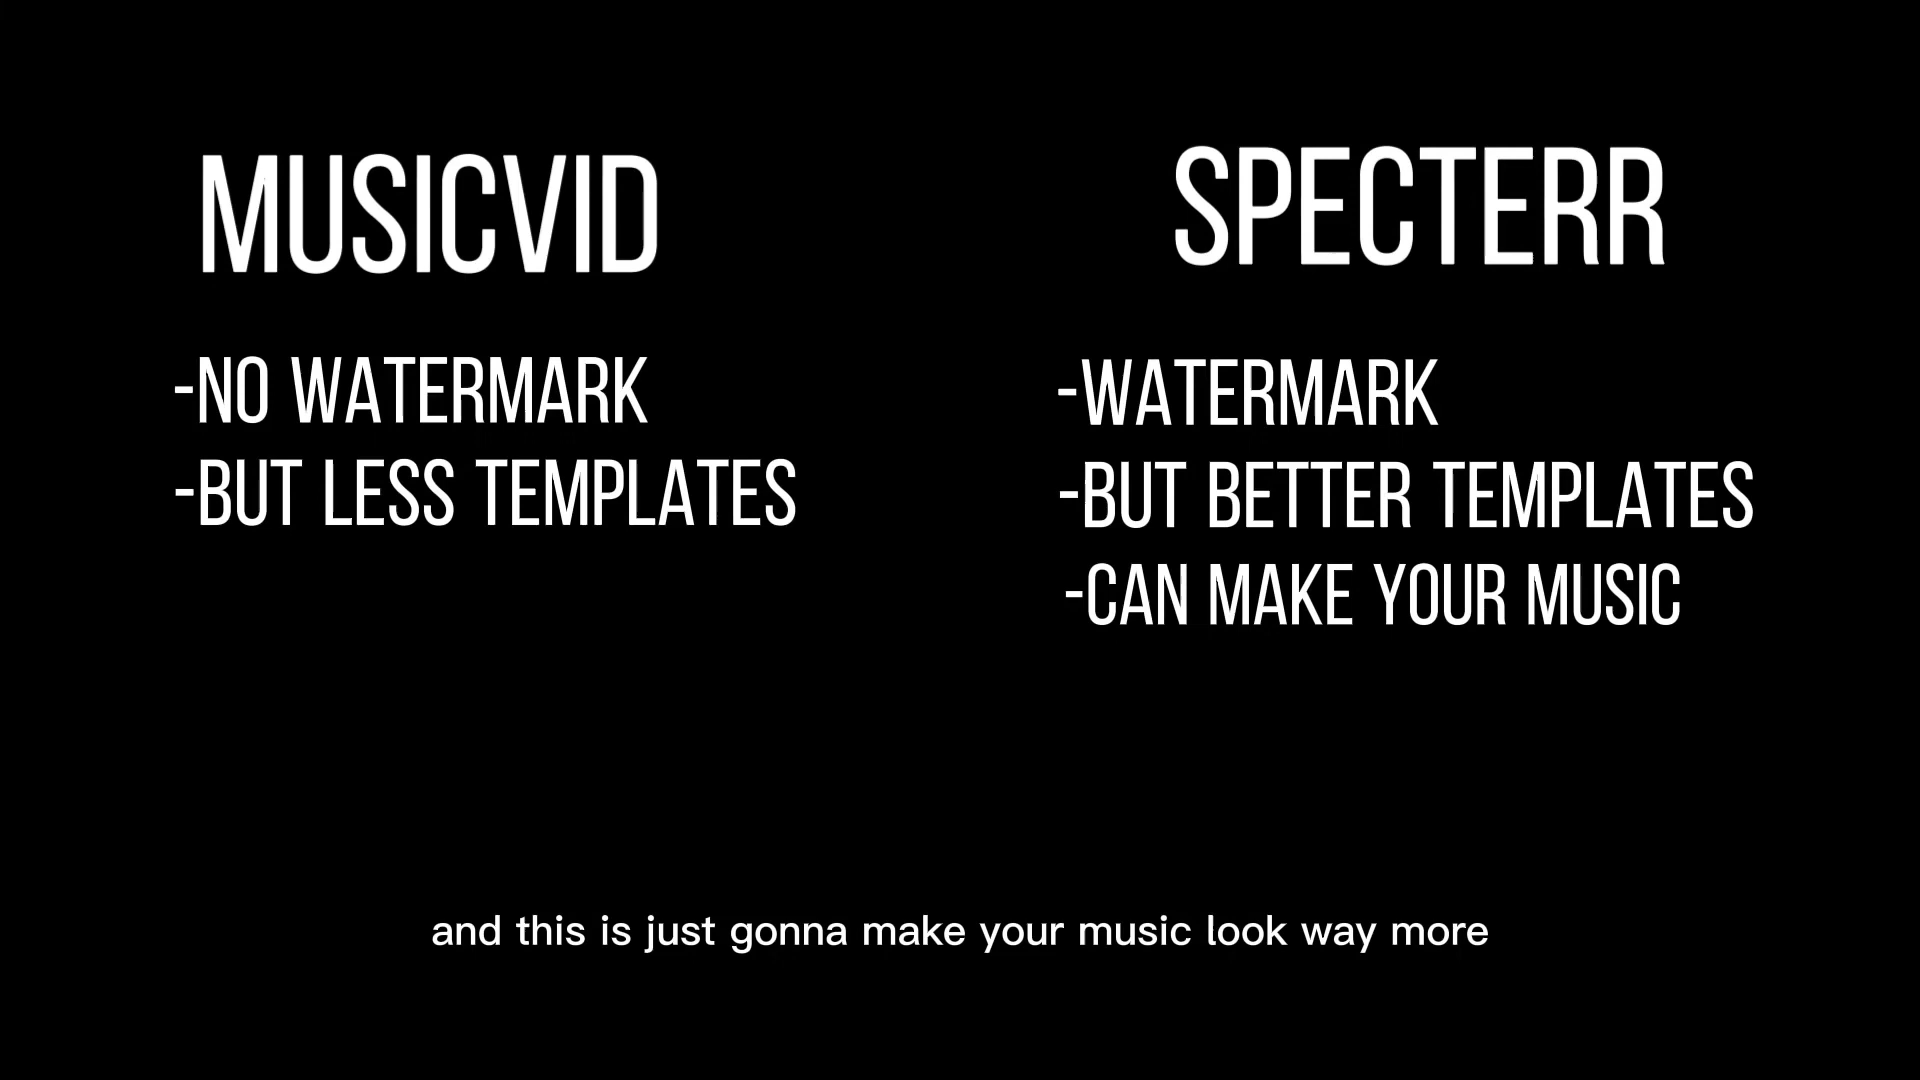 MUSICVID
-NO WATERMARK
-BUT LESS TEMPLATES
SPECTERR
-WATERMARK
-BUT BETTER TEMPLATES
-CAN MAKE YOUR MUSIC
and this is just gonna make your music look way more